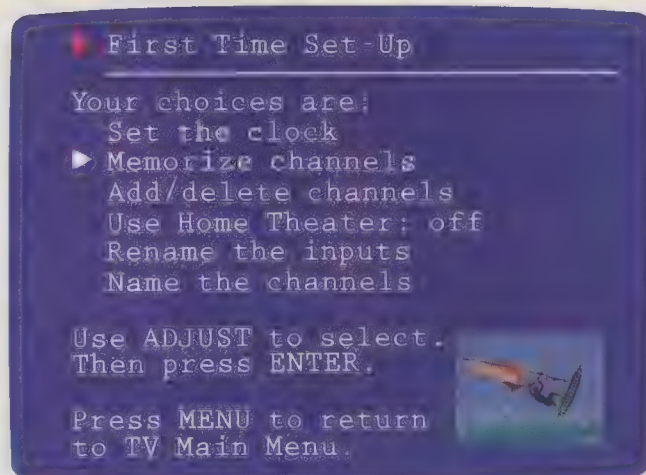 First Time Set-Up
Your choices are:
Set the clock
Memorize channels
Add/delete channels
Use Home Theater: off
Rename the inputs
Name the channels
Use ADJUST to select.
Then press ENTER.
Press MENU to return
to TV Main Menu.